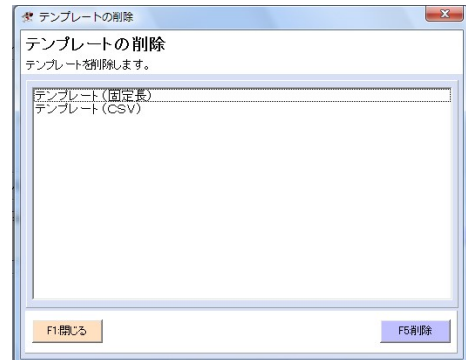 テンプレートの削除
テンプレートの削除
テンプレートを削除します。
テンプレート(固定長)
テンプレート(CSV)
F1:閉じる
F5削除